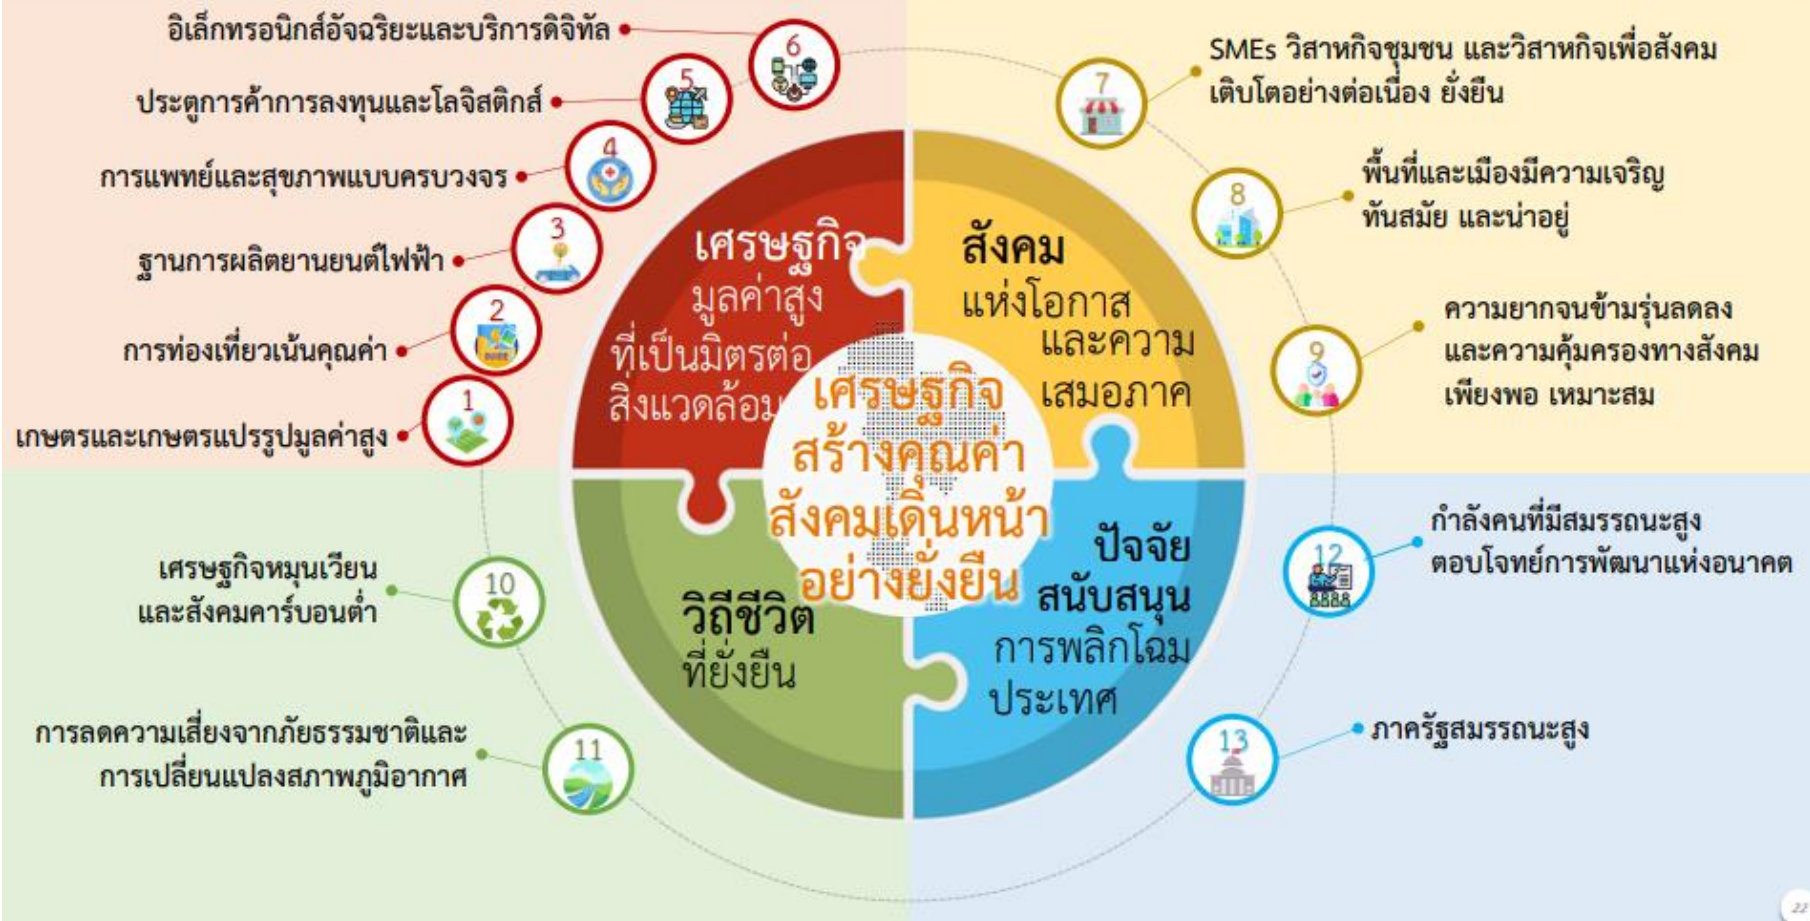 อิเล็กทรอนิกส์อัจฉริยะและบริการดิจิทัล
6
ประตูการค้าการลงทุนและโลจิสติกส์
5
การแพทย์และสุขภาพแบบครบวงจร
4
ฐานการผลิตยานยนต์ไฟฟ้า
3
การท่องเที่ยวเน้นคุณค่า
2
เกษตรและเกษตรแปรรูปมูลค่าสูง
1
7
SMEs วิสาหกิจชุมชน และวิสาหกิจเพื่อสังคม
เติบโตอย่างต่อเนื่อง ยั่งยืน
8
พื้นที่และเมืองมีความเจริญ
ทันสมัย และน่าอยู่
9
ความยากจนข้ามรุ่นลดลง
และความคุ้มครองทางสังคม
เพียงพอ เหมาะสม
เศรษฐกิจ
มูลค่าสูง
ที่เป็นมิตรต่อ
สิ่งแวดล้อม
สังคม
แห่งโอกาส
และความ
เสมอภาค
เศรษฐกิจ
สร้างคุณค่า
สังคมเดินหน้า
อย่างยั่งยืน
วิถีชีวิต
ที่ยั่งยืน
ปัจจัย
สนับสนุน
การพลิกโฉม
ประเทศ
เศรษฐกิจหมุนเวียน
และสังคมคาร์บอนต่ำ
10
การลดความเสี่ยงจากภัยธรรมชาติและ
การเปลี่ยนแปลงสภาพภูมิอากาศ
11
12
กำลังคนที่มีสมรรถนะสูง
ตอบโจทย์การพัฒนาแห่งอนาคต
13
ภาครัฐสมรรถนะสูง
22